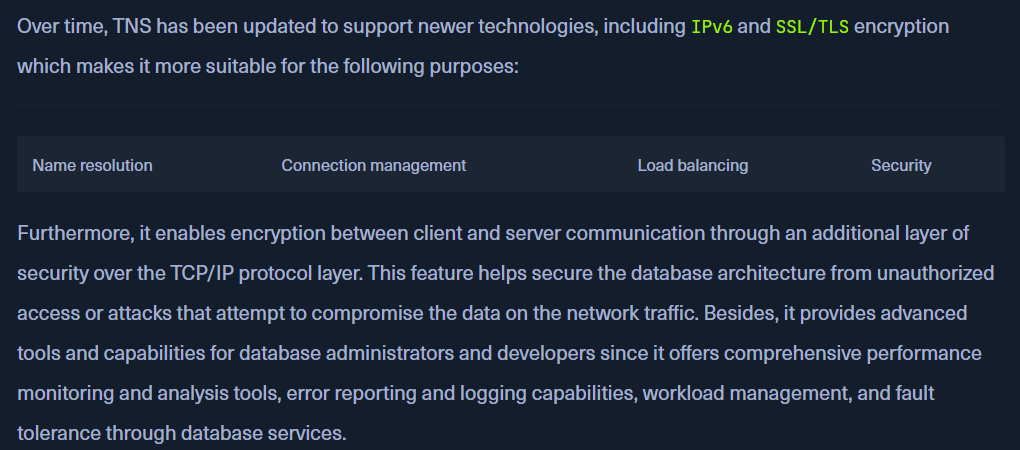 Over time, TNS has been updated to support newer technologies, including IPv6 and SSL/TLS encryption
which makes it more suitable for the following purposes:
Name resolution Connection management Load balancing Security
Furthermore, it enables encryption between client and server communication through an additional layer of
security over the TCP/IP protocol layer. This feature helps secure the database architecture from unauthorized
access or attacks that attempt to compromise the data on the network traffic. Besides, it provides advanced
tools and capabilities for database administrators and developers since it offers comprehensive performance
monitoring and analysis tools, error reporting and logging capabilities, workload management, and fault
tolerance through database services.